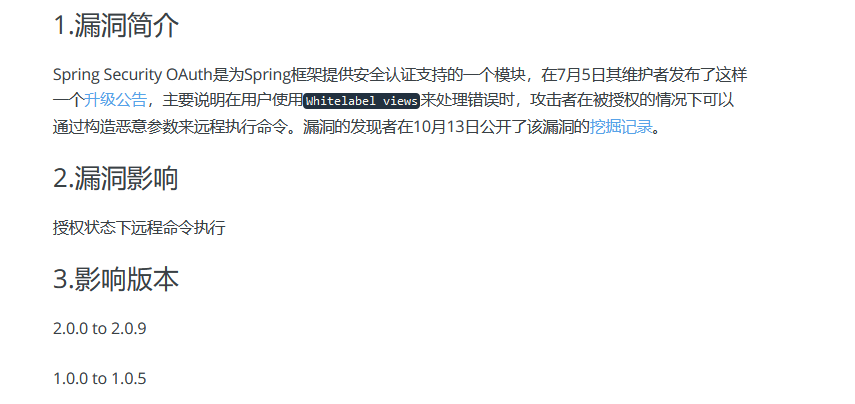 1.漏洞简介
Spring Security OAuth是为Spring框架提供安全认证支持的一个模块，在7月5日其维护者发布了这样
一个升级公告，主要说明在用户使用Whitelabel views来处理错误时，攻击者在被授权的情况下可以
通过构造恶意参数来远程执行命令。漏洞的发现者在10月13日公开了该漏洞的挖掘记录。
2.漏洞影响
授权状态下远程命令执行
3.影响版本
2.0.0 to 2.0.9
1.0.0 to 1.0.5